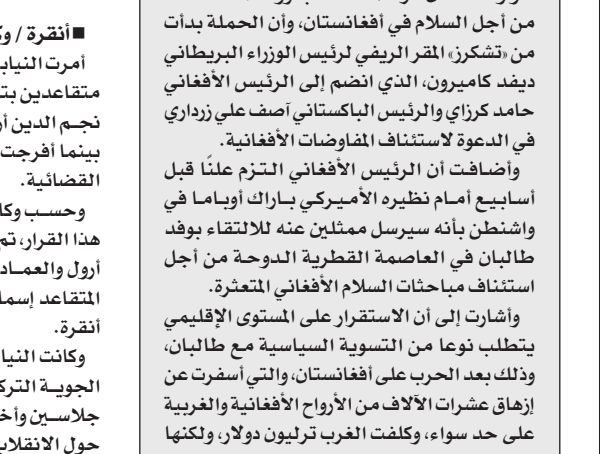 من أجل السلام في أفغانستان، وأن الحملة بدأت
من «تشكرز» المقر الريفي لرئيس الوزراء البريطاني
ديفد كاميرون، الذي انضم إلى الرئيس الأفغاني
حامد كرزاي والرئيس الباكستاني آصف علي زرداري
في الدعوة لاستئناف المفاوضات الأفغانية.
وأضافت أن الرئيس الأفغاني التزم علنًا قبل
أسابيع أمام نظيره الأميركي باراك أوباما في
واشنطن بأنه سيرسل ممثلين عنه للالتقاء بوفد
طالبان في العاصمة القطرية الدوحة من أجل
استئناف مباحثات السلام الأفغاني المتعثرة.
وأشارت إلى أن الاستقرار على المستوى الإقليمي
يتطلب نوعا من التسوية السياسية مع طالبان،
وذلك بعد الحرب على أفغانستان، والتي أسفرت عن
إزهاق عشرات الآلاف من الأرواح الأفغانية والغربية
على حد سواء، وكلفت الغرب ترليون دولار، ولكنها
■ أنقرة / وك
أمرت النياب
متقاعدين بت
نجم الدين أر
بينما أفرجت
القضائية.
وحسب وكا
هذا القرار، تم
أرول والعماد
المتقاعد إسما
أنقرة.
وكانت النيا
الجوية الترك
جلاسين وأخ
حول الانقلاب